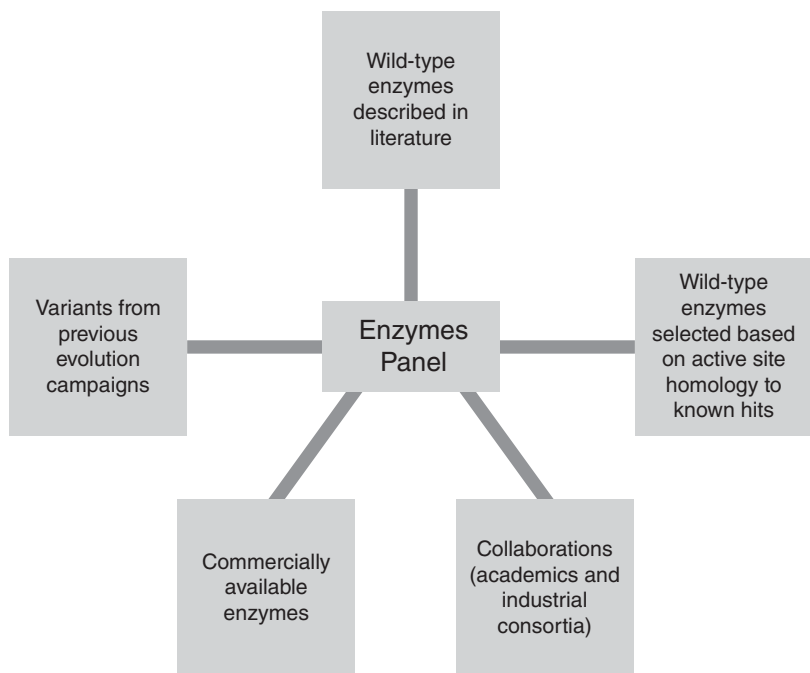 Wild-type
enzymes
described in
literature
Variants from
previous
evolution
campaigns
Enzymes
Panel
Wild-type
enzymes
selected based
on active site
homology to
known hits
Commercially
available
enzymes
Collaborations
(academics and
industrial
consortia)